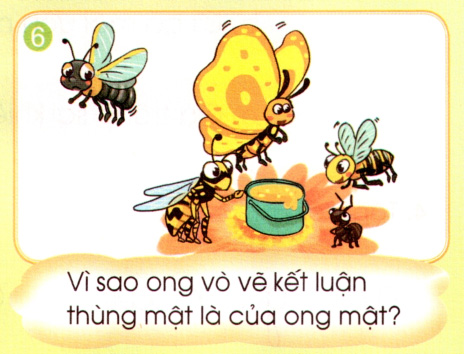 6
Vì sao ong vò vẽ kết luận
thùng mật là của ong mật?